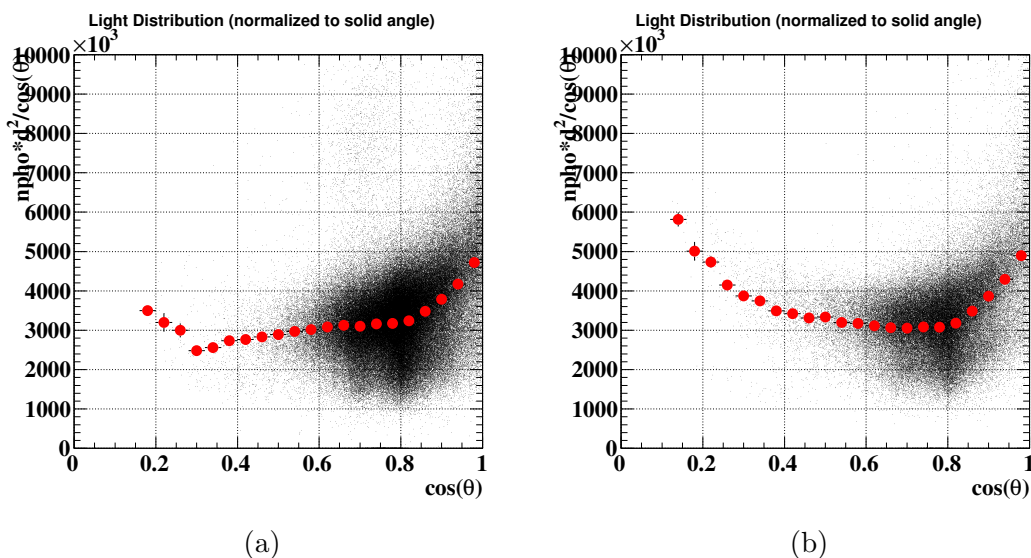 Light Distribution (normalized to solid angle)
×10³
npho*d²/cos(θ)
10000
9000
8000
7000
6000
5000
4000
3000
2000
1000
0
0 0.2 0.4 0.6 0.8 1
cos(θ)
(a)
Light Distribution (normalized to solid angle)
×10³
npho*d²/cos(θ)
10000
9000
8000
7000
6000
5000
4000
3000
2000
1000
0
0 0.2 0.4 0.6 0.8 1
cos(θ)
(b)